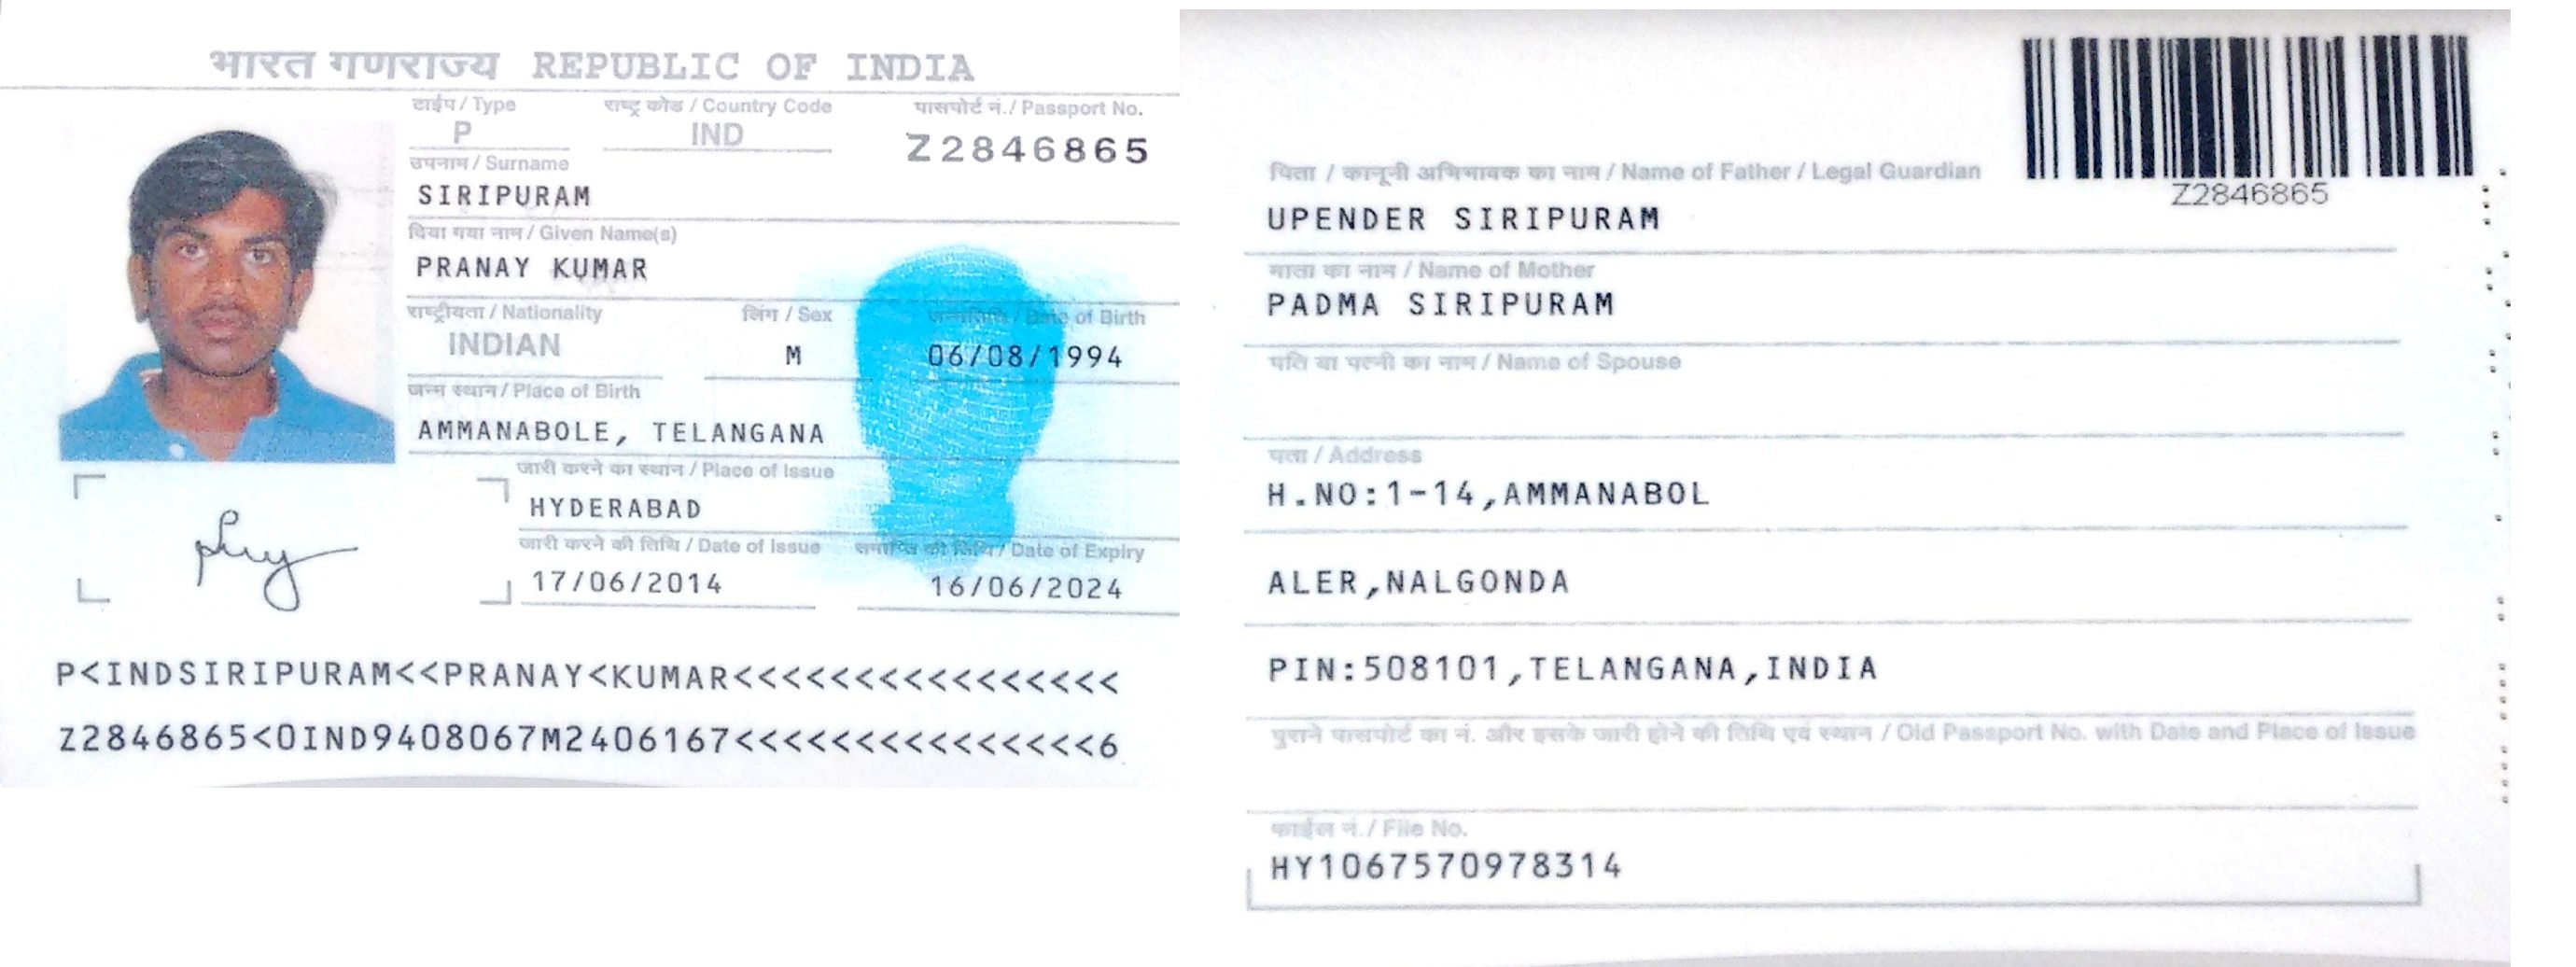 भारत गणराज्य REPUBLIC OF INDIA
टाईप / Type
राष्ट्र कोड / Country Code
पासपोर्ट नं./ Passport No.
P
IND
Z2846865
उपनाम / Surname
SIRIPURAM
दिया गया नाम / Given Name(s)
PRANAY KUMAR
राष्ट्रीयता / Nationality
लिंग / Sex
जन्मतिथि / Date of Birth
INDIAN
M
06/08/1994
जन्म स्थान / Place of Birth
AMMANABOLE, TELANGANA
जारी करने का स्थान / Place of Issue
HYDERABAD
जारी करने की तिथि / Date of Issue
समाप्ति की तिथि / Date of Expiry
17/06/2014
16/06/2024
P<INDSIRIPURAM<<PRANAY<KUMAR<<<<<<<<<<<<<<<<
Z2846865<0IND9408067M2406167<<<<<<<<<<<<<<<6
Z2846865
पिता / कानूनी अभिभावक का नाम / Name of Father / Legal Guardian
UPENDER SIRIPURAM
माता का नाम / Name of Mother
PADMA SIRIPURAM
पति या पत्नी का नाम / Name of Spouse
पता / Address
H.NO:1-14,AMMANABOL
ALER,NALGONDA
PIN:508101,TELANGANA,INDIA
पुराने पासपोर्ट का नं. और इसके जारी होने की तिथि एवं स्थान / Old Passport No. with Date and Place of Issue
फाईल नं./ File No.
HY1067570978314